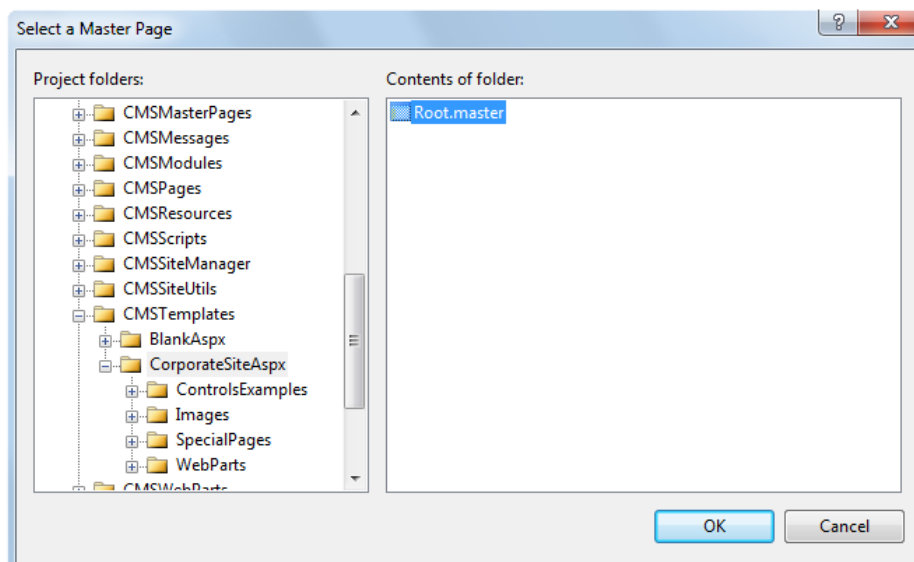 Select a Master Page
Project folders:
Contents of folder:
CMSMasterPages
CMSMessages
CMSModules
CMSPages
CMSResources
CMSScripts
CMSSiteManager
CMSSiteUtils
CMSTemplates
BlankAspx
CorporateSiteAspx
ControlsExamples
Images
SpecialPages
WebParts
CMSWebParts
Root.master
OK
Cancel